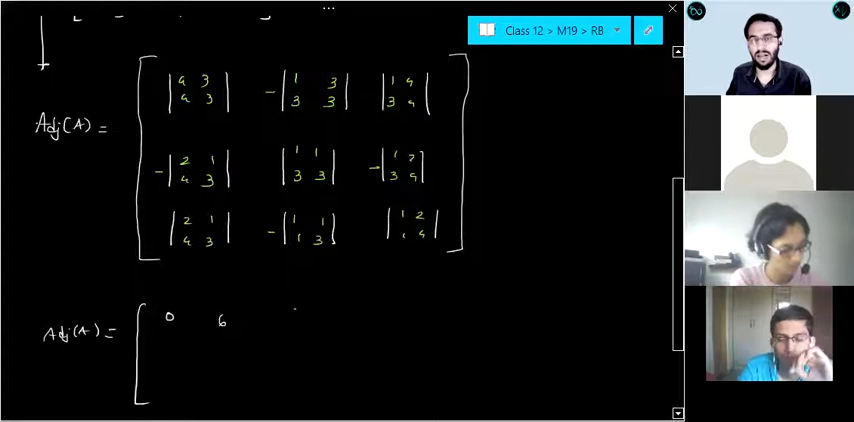 Class 12 > M19 > RB
Adj(A) =
4 3 - 1 3 1 4
4 3 3 3 3 4
- 2 1 1 1 - 1 2
4 3 3 3 3 4
2 1 - 1 1 1 2
4 3 1 3 1 4
Adj(A) = 0 6